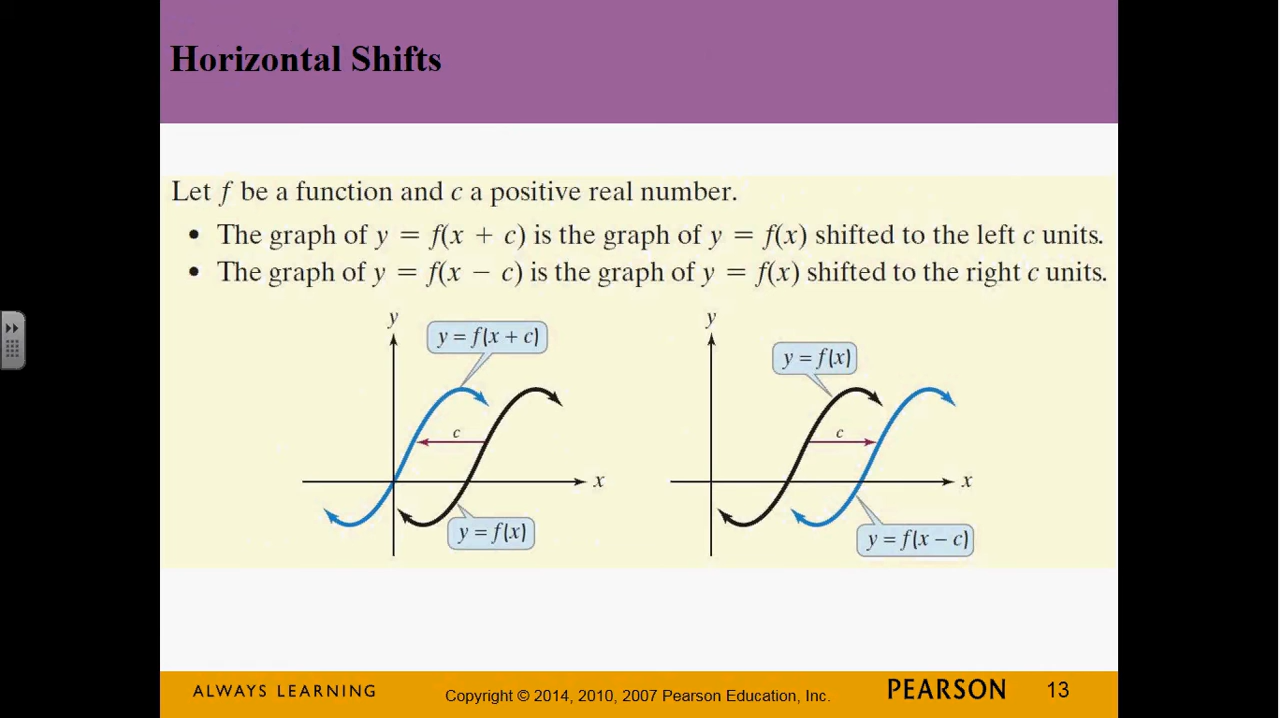 Horizontal Shifts
Let f be a function and c a positive real number.
• The graph of y = f(x + c) is the graph of y = f(x) shifted to the left c units.
• The graph of y = f(x − c) is the graph of y = f(x) shifted to the right c units.
y
y = f(x + c)
c
x
y = f(x)
y
y = f(x)
c
x
y = f(x − c)
ALWAYS LEARNING
Copyright © 2014, 2010, 2007 Pearson Education, Inc.
PEARSON
13